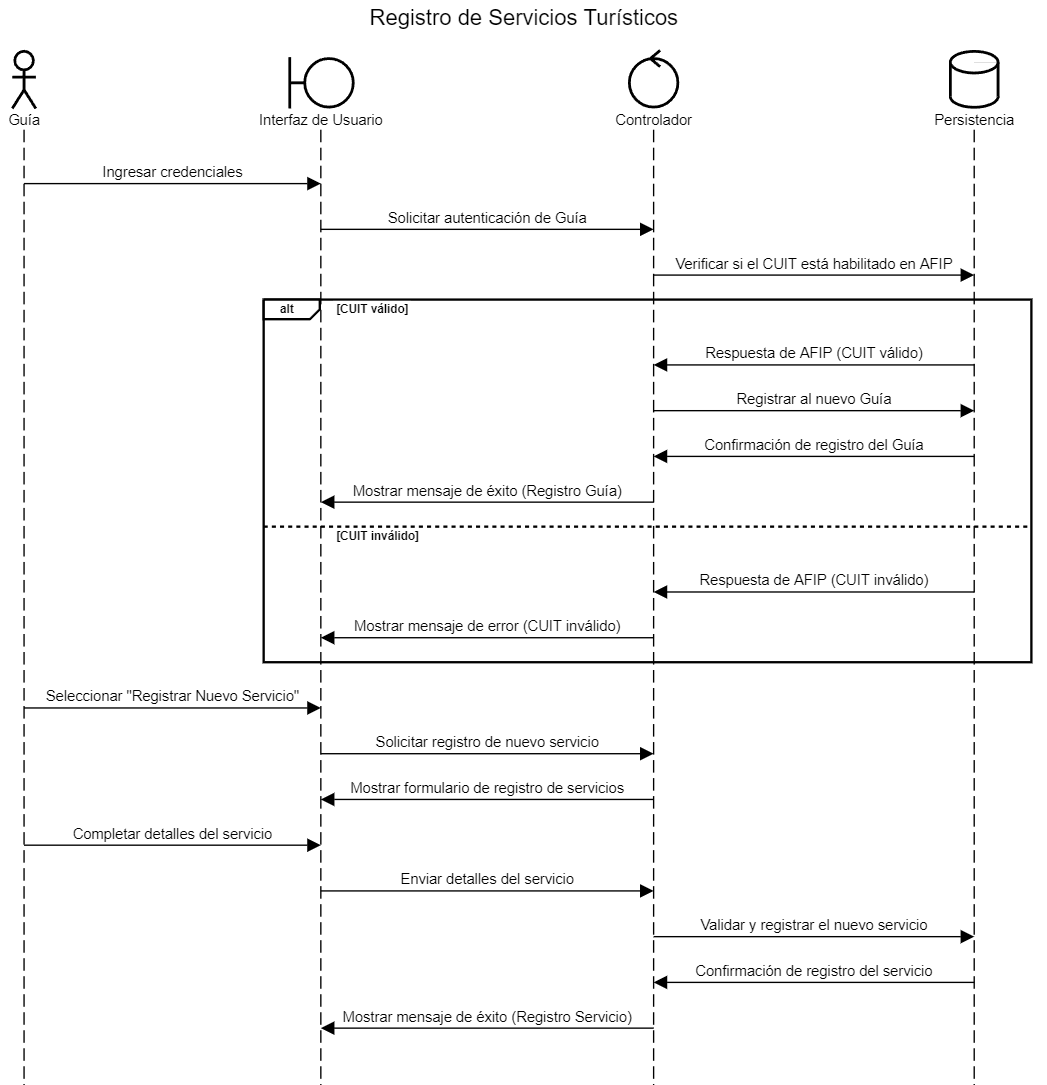 Registro de Servicios Turísticos
Guía
Interfaz de Usuario
Controlador
Persistencia
Ingresar credenciales
Solicitar autenticación de Guía
Verificar si el CUIT está habilitado en AFIP
alt
[CUIT válido]
Respuesta de AFIP (CUIT válido)
Registrar al nuevo Guía
Confirmación de registro del Guía
Mostrar mensaje de éxito (Registro Guía)
[CUIT inválido]
Respuesta de AFIP (CUIT inválido)
Mostrar mensaje de error (CUIT inválido)
Seleccionar "Registrar Nuevo Servicio"
Solicitar registro de nuevo servicio
Mostrar formulario de registro de servicios
Completar detalles del servicio
Enviar detalles del servicio
Validar y registrar el nuevo servicio
Confirmación de registro del servicio
Mostrar mensaje de éxito (Registro Servicio)